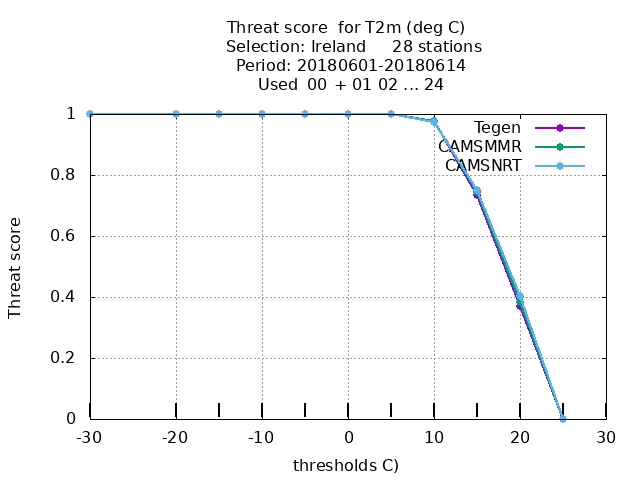 Threat score  for T2m (deg C)
Selection: Ireland     28 stations
Period: 20180601-20180614
Used  00 + 01 02 ... 24
Tegen
CAMSMMR
CAMSNRT
Threat score
1
0.8
0.6
0.4
0.2
0
-30 -20 -10 0 10 20 30
thresholds C)